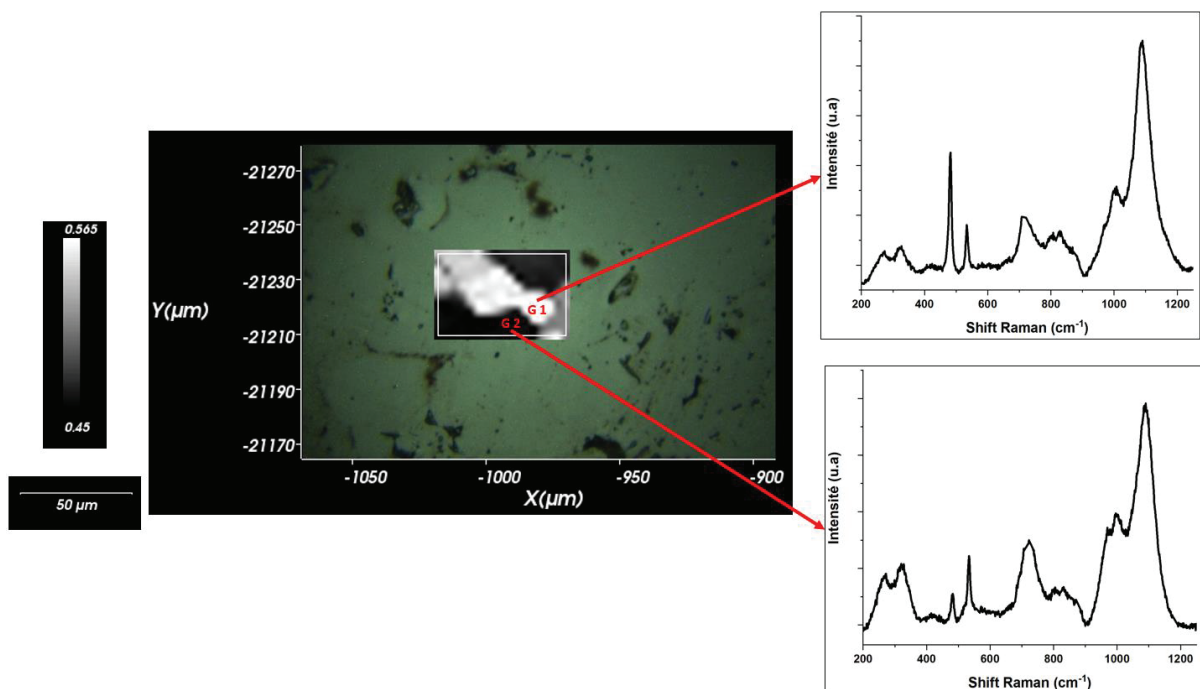 0.565
0.45
50 µm
Y(µm)
-21270
-21250
-21230
-21210
-21190
-21170
G 1
G 2
-1050
-1000
-950
-900
X(µm)
Intensité (u.a)
200
400
600
800
1000
1200
Shift Raman (cm-1)
Intensité (u.a)
200
400
600
800
1000
1200
Shift Raman (cm-1)